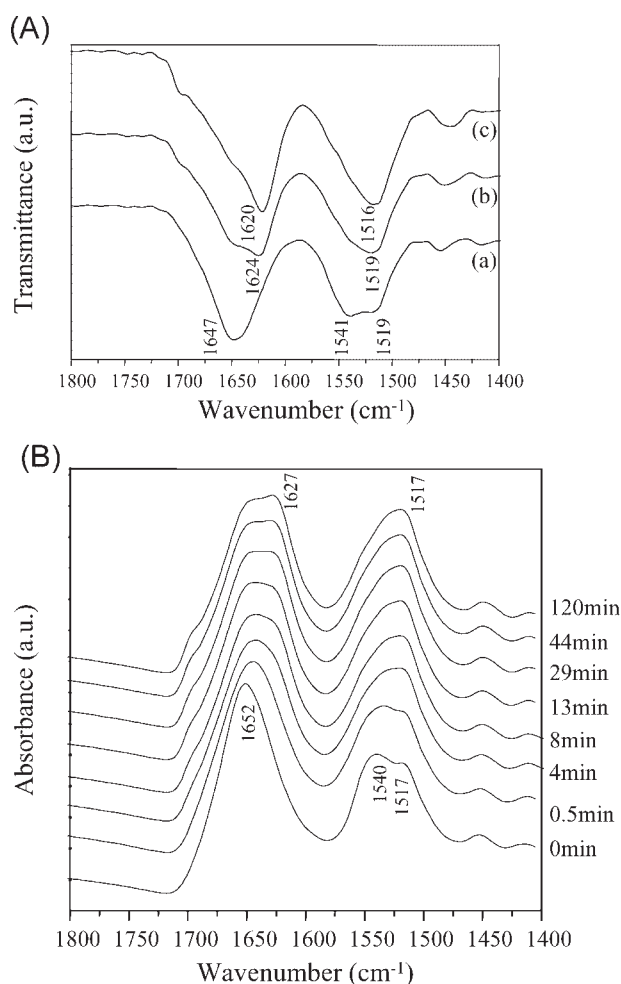 (A)
Transmittance (a.u.)
(c)
(b)
(a)
1620
1516
1624
1519
1647
1541
1519
1800 1750 1700 1650 1600 1550 1500 1450 1400
Wavenumber (cm-1)
(B)
Absorbance (a.u.)
1627
1517
1652
1540
1517
120min
44min
29min
13min
8min
4min
0.5min
0min
1800 1750 1700 1650 1600 1550 1500 1450 1400
Wavenumber (cm-1)